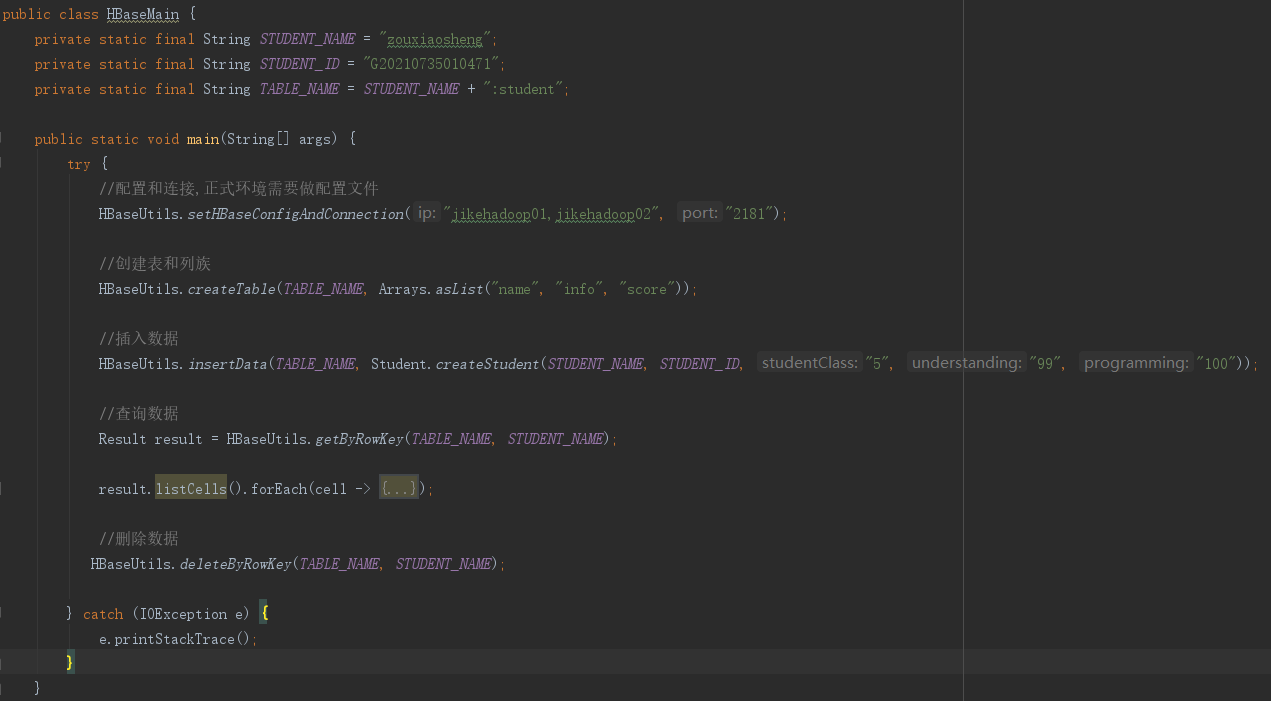 public class HBaseMain {
private static final String STUDENT_NAME = "zouxiaosheng";
private static final String STUDENT_ID = "G20210735010471";
private static final String TABLE_NAME = STUDENT_NAME + ":student";
public static void main(String[] args) {
try {
//配置和连接,正式环境需要做配置文件
HBaseUtils.setHBaseConfigAndConnection( ip: "jikehadoop01,jikehadoop02", port: "2181");
//创建表和列族
HBaseUtils.createTable(TABLE_NAME, Arrays.asList("name", "info", "score"));
//插入数据
HBaseUtils.insertData(TABLE_NAME, Student.createStudent(STUDENT_NAME, STUDENT_ID, studentClass: "5", understanding: "99", programming: "100"));
//查询数据
Result result = HBaseUtils.getByRowKey(TABLE_NAME, STUDENT_NAME);
result.listCells().forEach(cell -> {...});
//删除数据
HBaseUtils.deleteByRowKey(TABLE_NAME, STUDENT_NAME);
} catch (IOException e) {
e.printStackTrace();
}
}